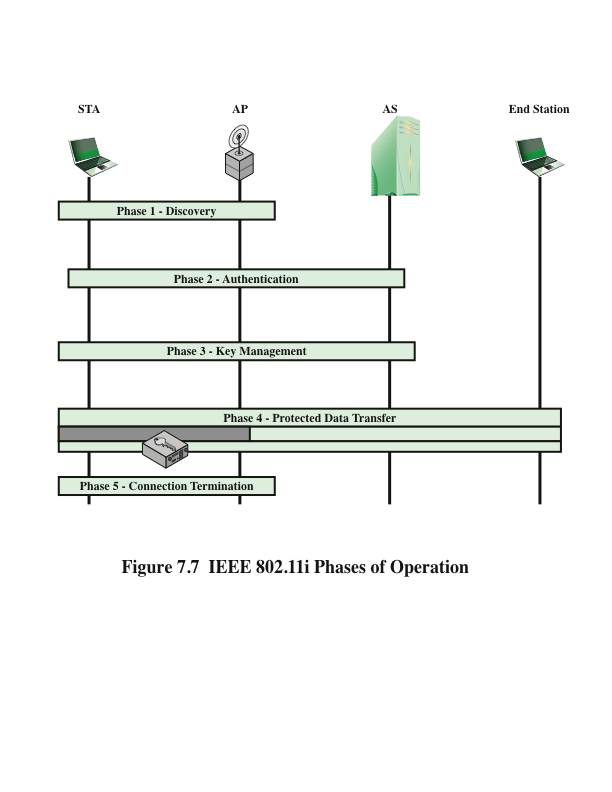 STA AP AS End Station
Phase 1 - Discovery
Phase 2 - Authentication
Phase 3 - Key Management
Phase 4 - Protected Data Transfer
Phase 5 - Connection Termination
Figure 7.7 IEEE 802.11i Phases of Operation